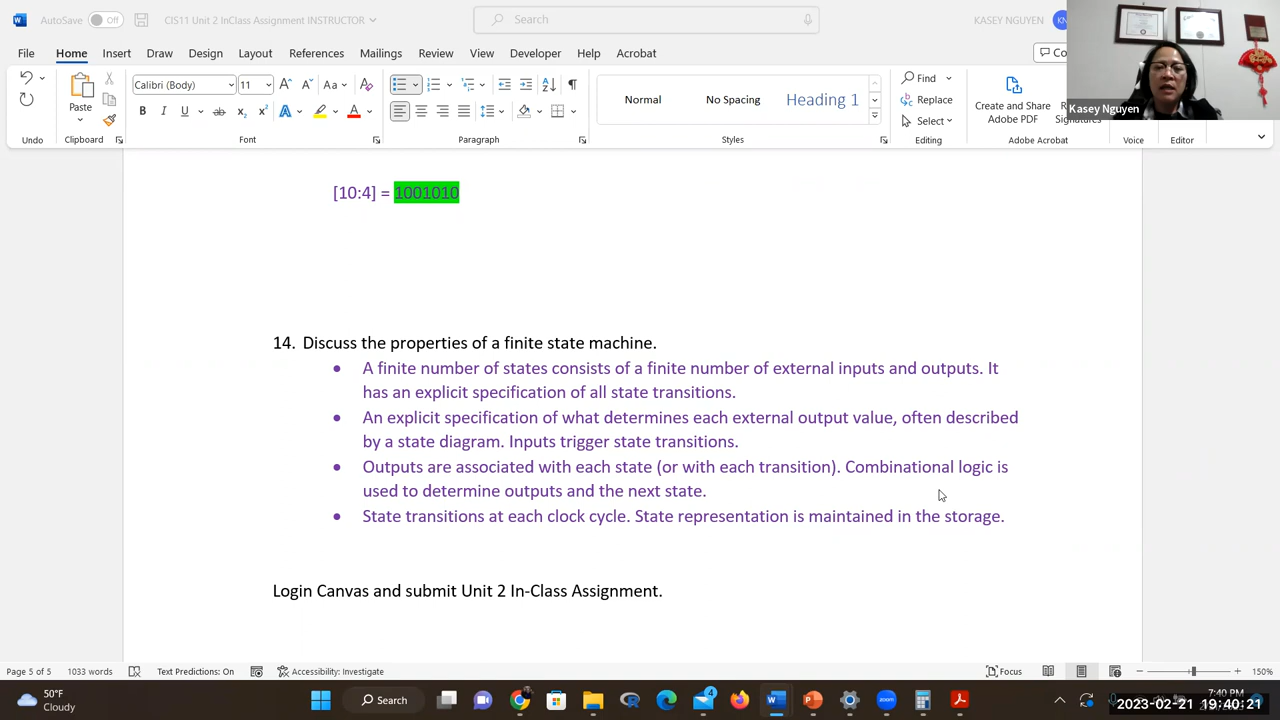 AutoSave Off CIS11 Unit 2 InClass Assignment INSTRUCTOR Search KASEY NGUYEN
File Home Insert Draw Design Layout References Mailings Review View Developer Help Acrobat
Calibri (Body) 11 Aa Normal No Spacing Heading 1 Find
Paste Replace Create and Share Adobe PDF
B I U ab x₂ x² A A Select Kasey Nguyen
Undo Clipboard Font Paragraph Styles Editing Adobe Acrobat Voice Editor
[10:4] = 1001010
14. Discuss the properties of a finite state machine.
• A finite number of states consists of a finite number of external inputs and outputs. It
has an explicit specification of all state transitions.
• An explicit specification of what determines each external output value, often described
by a state diagram. Inputs trigger state transitions.
• Outputs are associated with each state (or with each transition). Combinational logic is
used to determine outputs and the next state.
• State transitions at each clock cycle. State representation is maintained in the storage.
Login Canvas and submit Unit 2 In-Class Assignment.
Page 5 of 5 1033 words Text Predictions: On Accessibility: Investigate Focus 150%
50°F
Cloudy
Search
4
7:40 PM
2023-02-21 19:40:21